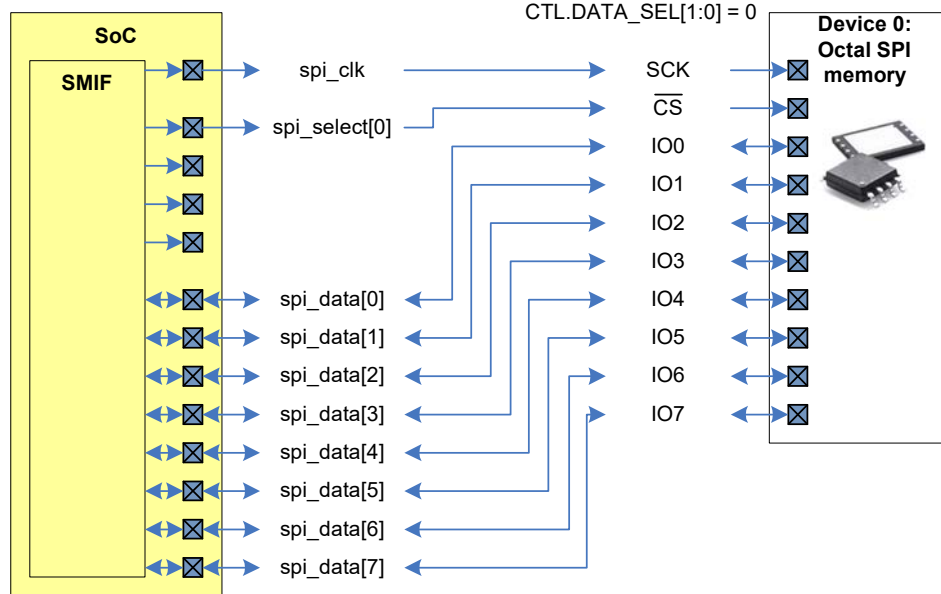 CTL.DATA_SEL[1:0] = 0
SoC
SMIF
Device 0:
Octal SPI
memory
spi_clk
SCK
spi_select[0]
CS
IO0
IO1
IO2
IO3
spi_data[0]
IO4
spi_data[1]
IO5
spi_data[2]
IO6
spi_data[3]
IO7
spi_data[4]
spi_data[5]
spi_data[6]
spi_data[7]